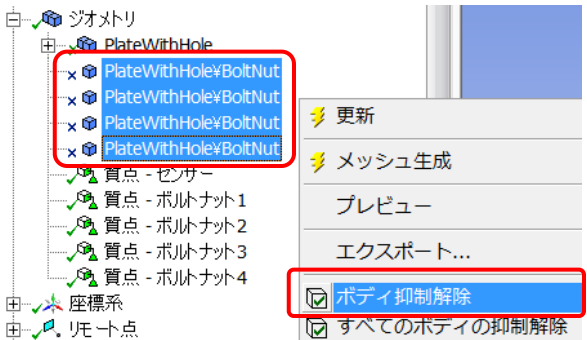 ジオメトリ
PlateWithHole
PlateWithHole¥BoltNut
PlateWithHole¥BoltNut
PlateWithHole¥BoltNut
PlateWithHole¥BoltNut
質点 - センサー
質点 - ボルトナット1
質点 - ボルトナット2
質点 - ボルトナット3
質点 - ボルトナット4
座標系
リモート点
更新
メッシュ生成
プレビュー
エクスポート...
ボディ抑制解除
すべてのボディの抑制解除